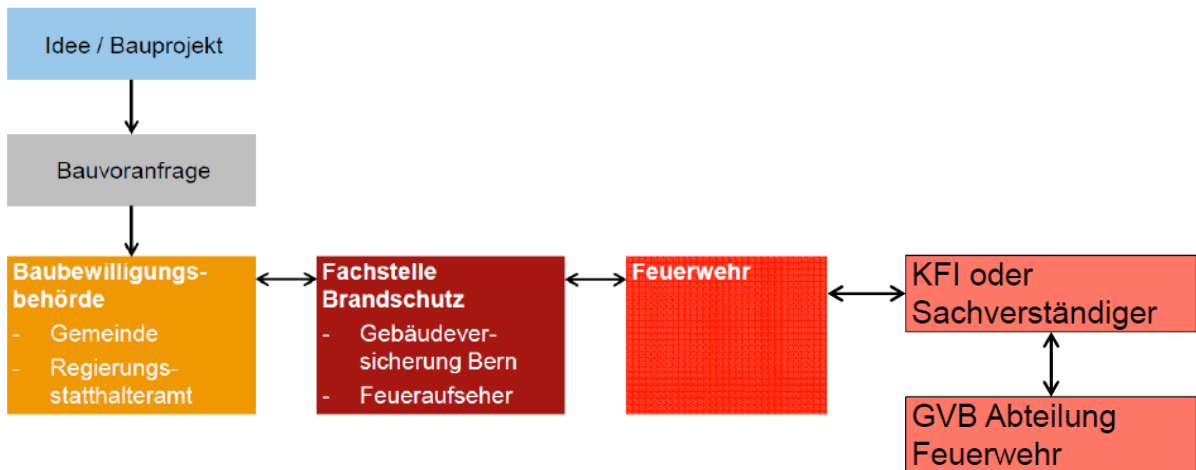 Idee / Bauprojekt
Bauvoranfrage
Baubewilligungs-
behörde
- Gemeinde
- Regierungs-
statthalteramt
Fachstelle
Brandschutz
- Gebäudever-
sicherung Bern
- Feueraufseher
Feuerwehr
KFI oder
Sachverständiger
GVB Abteilung
Feuerwehr